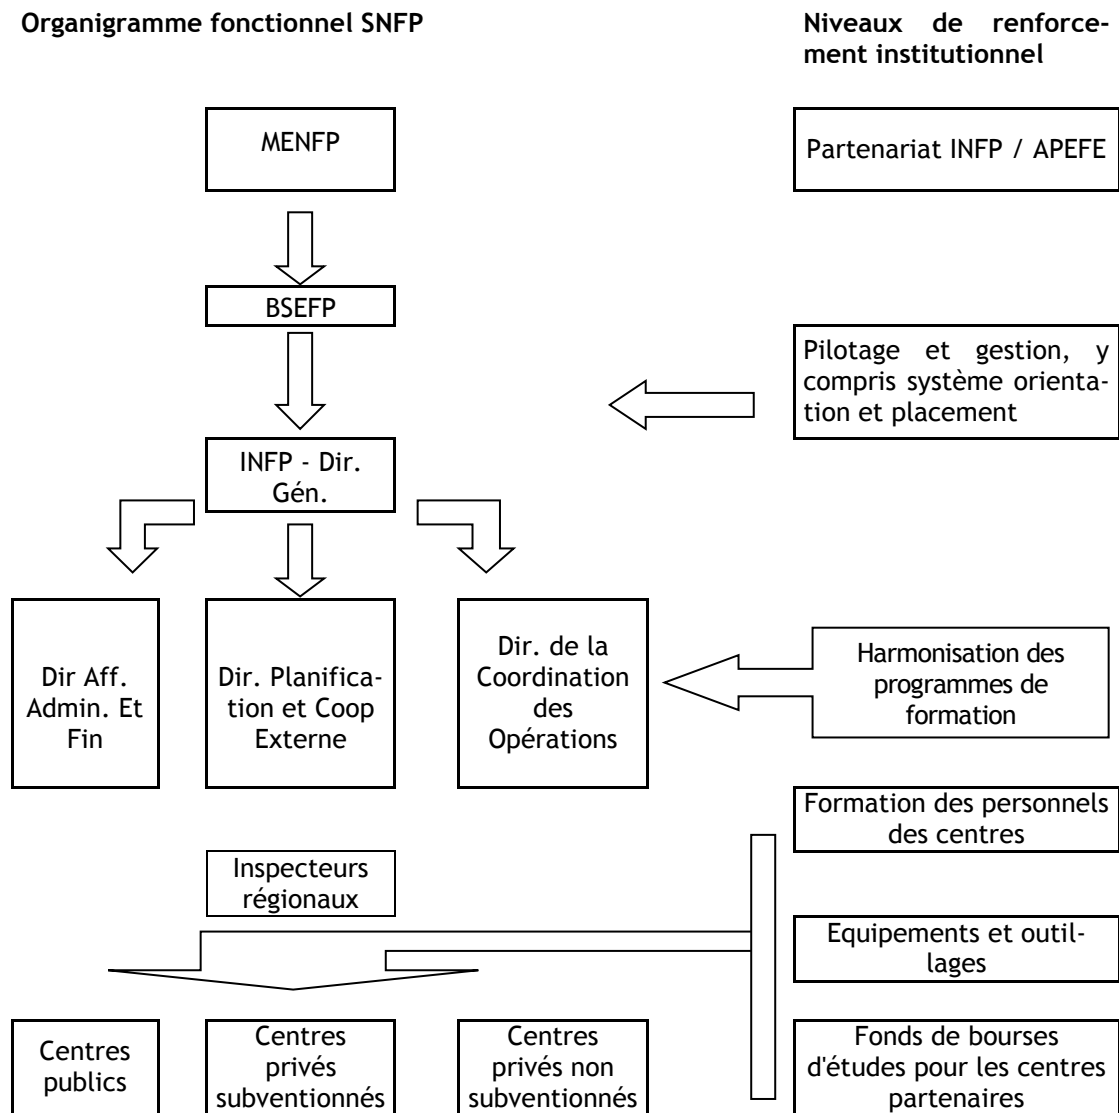 Organigramme fonctionnel SNFP
Niveaux de renforce-
ment institutionnel
MENFP
Partenariat INFP / APEFE
BSEFP
Pilotage et gestion, y
compris système orienta-
tion et placement
INFP - Dir.
Gén.
Dir Aff.
Admin. Et
Fin
Dir. Planifica-
tion et Coop
Externe
Dir. de la
Coordination
des
Opérations
Harmonisation des
programmes de
formation
Formation des personnels
des centres
Inspecteurs
régionaux
Equipements et outil-
lages
Centres
publics
Centres
privés
subventionnés
Centres
privés non
subventionnés
Fonds de bourses
d'études pour les centres
partenaires